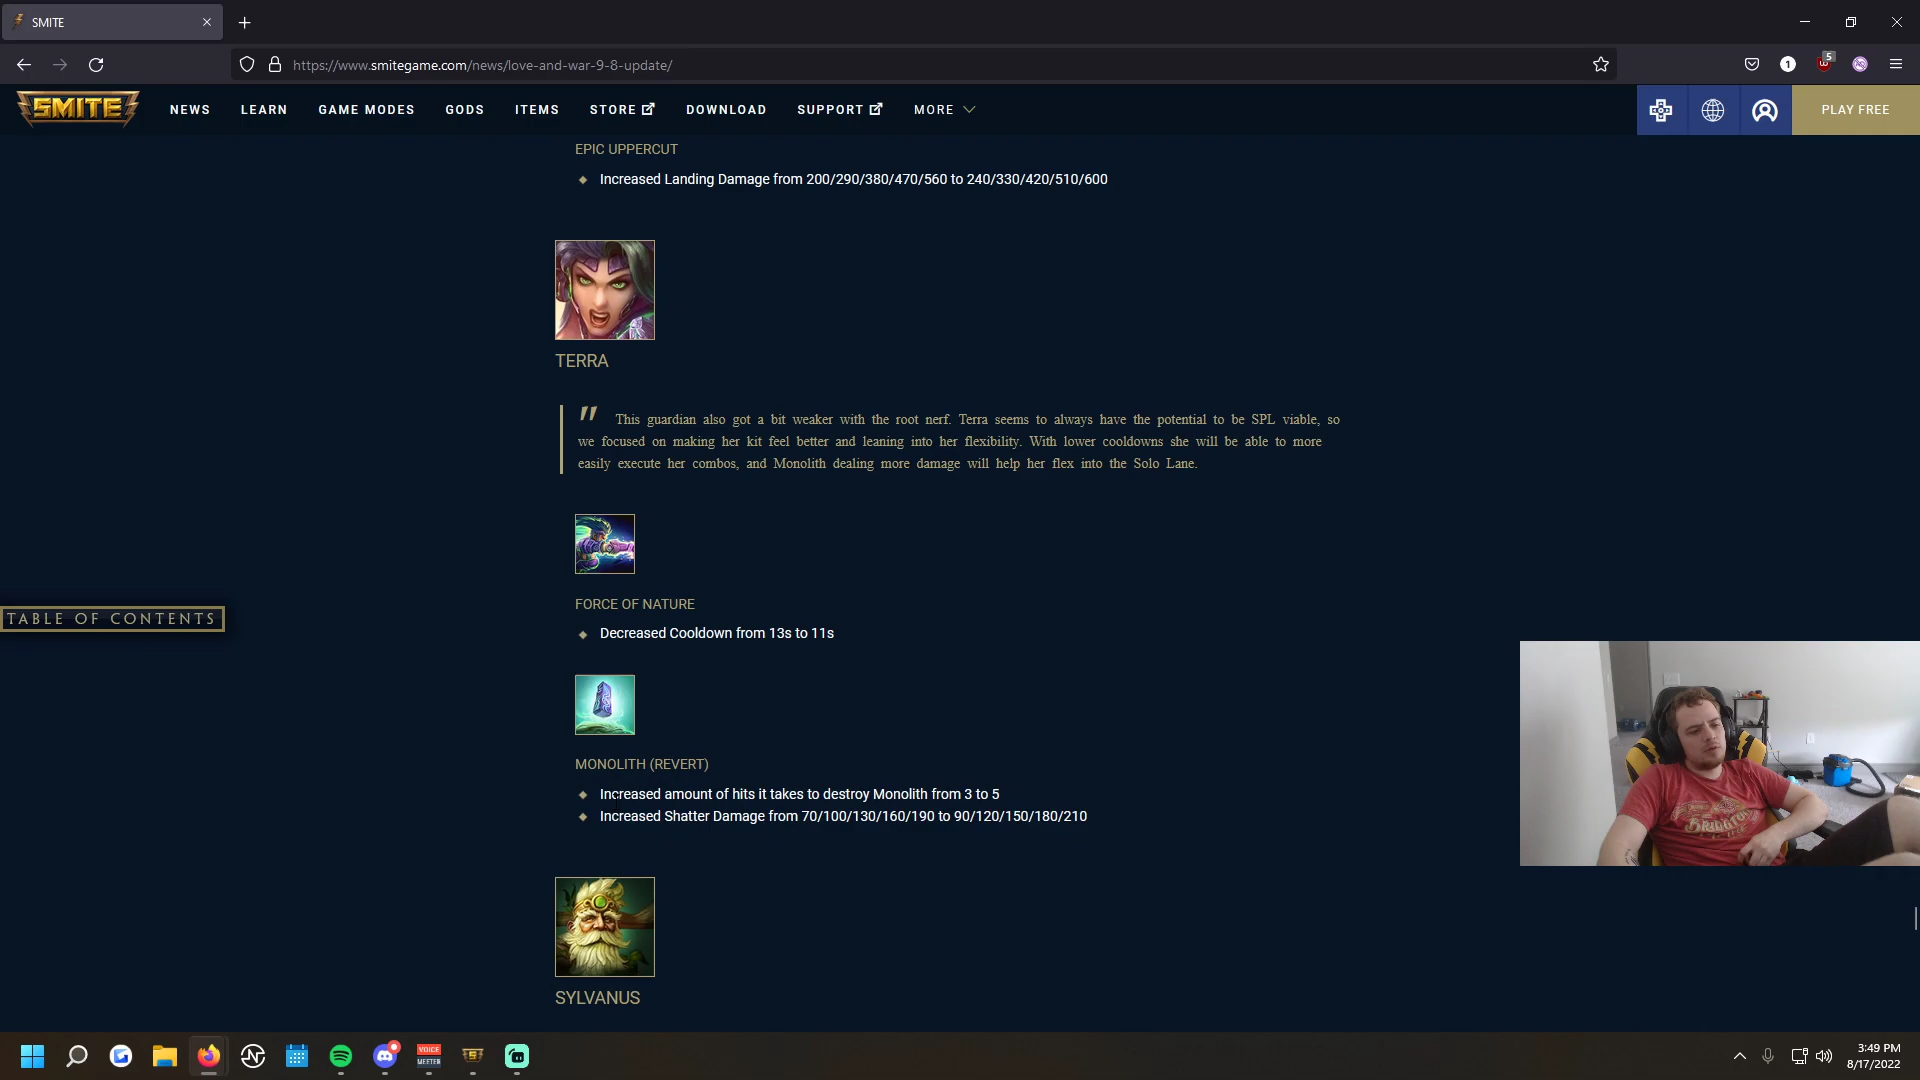 SMITE
https://www.smitegame.com/news/love-and-war-9-8-update/
1
5
SMITE
NEWS
LEARN
GAME MODES
GODS
ITEMS
STORE
DOWNLOAD
SUPPORT
MORE
PLAY FREE
EPIC UPPERCUT
Increased Landing Damage from 200/290/380/470/560 to 240/330/420/510/600
TERRA
" This guardian also got a bit weaker with the root nerf. Terra seems to always have the potential to be SPL viable, so
we focused on making her kit feel better and leaning into her flexibility. With lower cooldowns she will be able to more
easily execute her combos, and Monolith dealing more damage will help her flex into the Solo Lane.
FORCE OF NATURE
Decreased Cooldown from 13s to 11s
TABLE OF CONTENTS
MONOLITH (REVERT)
Increased amount of hits it takes to destroy Monolith from 3 to 5
Increased Shatter Damage from 70/100/130/160/190 to 90/120/150/180/210
SYLVANUS
VOICE
MEETER
3:49 PM
8/17/2022